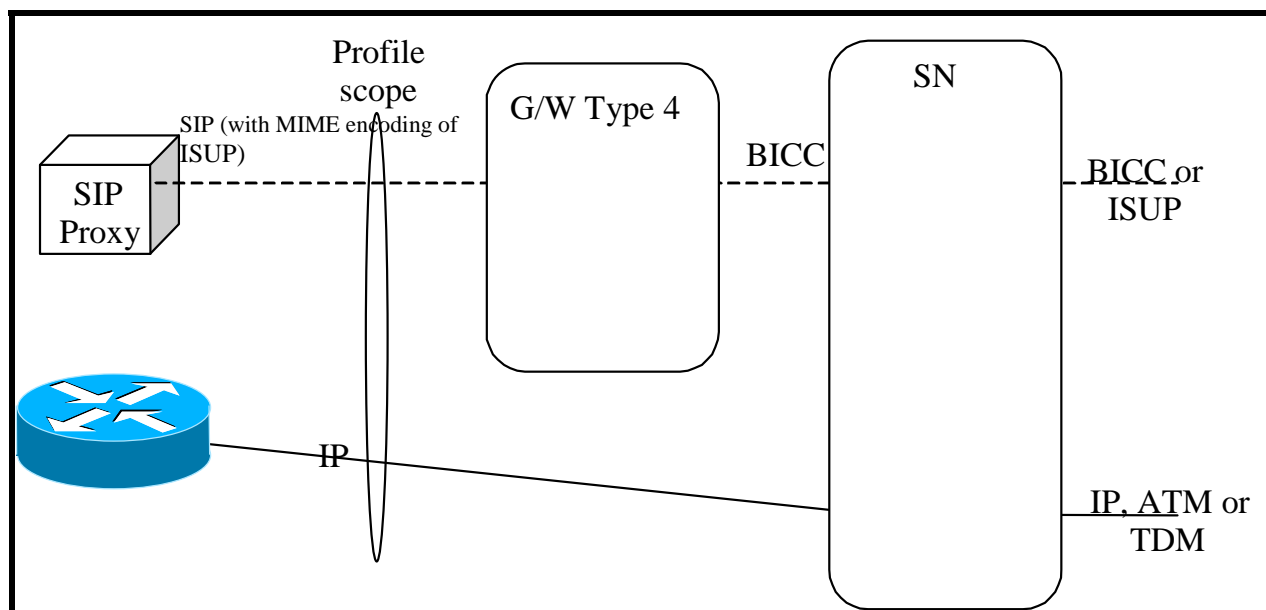 Profile
scope
SIP (with MIME encoding of
ISUP)
G/W Type 4
SN
SIP
Proxy
BICC
BICC or
ISUP
IP
IP, ATM or
TDM